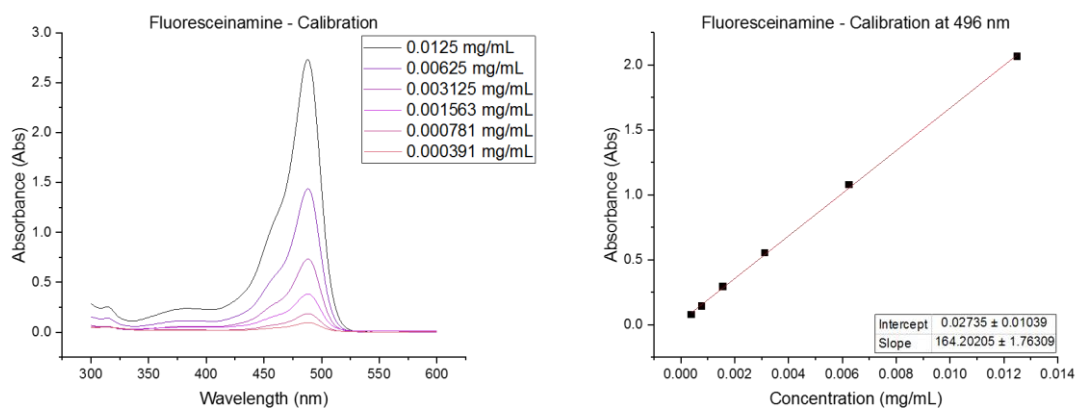 Fluoresceinamine - Calibration
3.0
2.5
2.0
1.5
1.0
0.5
0.0
Absorbance (Abs)
0.0125 mg/mL
0.00625 mg/mL
0.003125 mg/mL
0.001563 mg/mL
0.000781 mg/mL
0.000391 mg/mL
300 350 400 450 500 550 600
Wavelength (nm)
Fluoresceinamine - Calibration at 496 nm
2.0
1.5
1.0
0.5
0.0
Absorbance (Abs)
Intercept 0.02735 ± 0.01039
Slope 164.20205 ± 1.76309
0.000 0.002 0.004 0.006 0.008 0.010 0.012 0.014
Concentration (mg/mL)